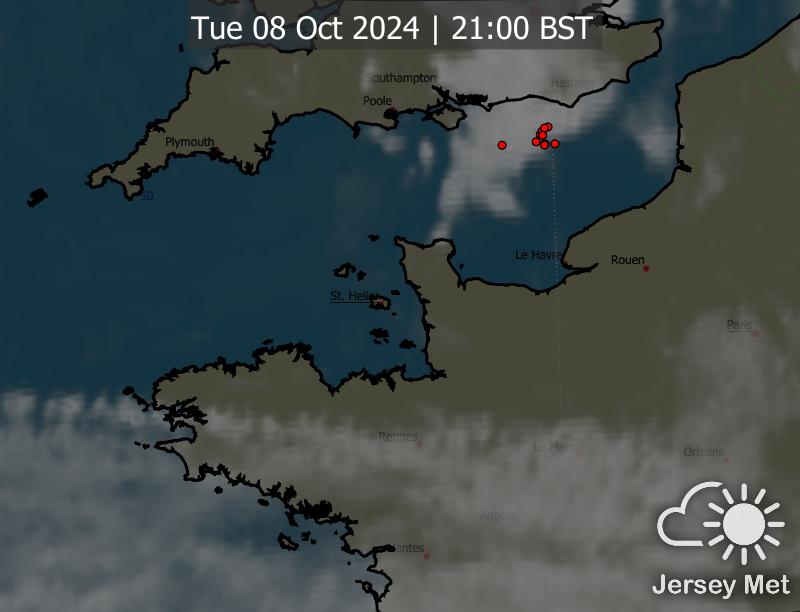 Tue 08 Oct 2024 | 21:00 BST
Southampton
Hastings
Poole
Plymouth
50
Le Havre
Rouen
St. Helier
Paris
Rennes
Le Mans
Orleans
Angers
Nantes
Jersey Met